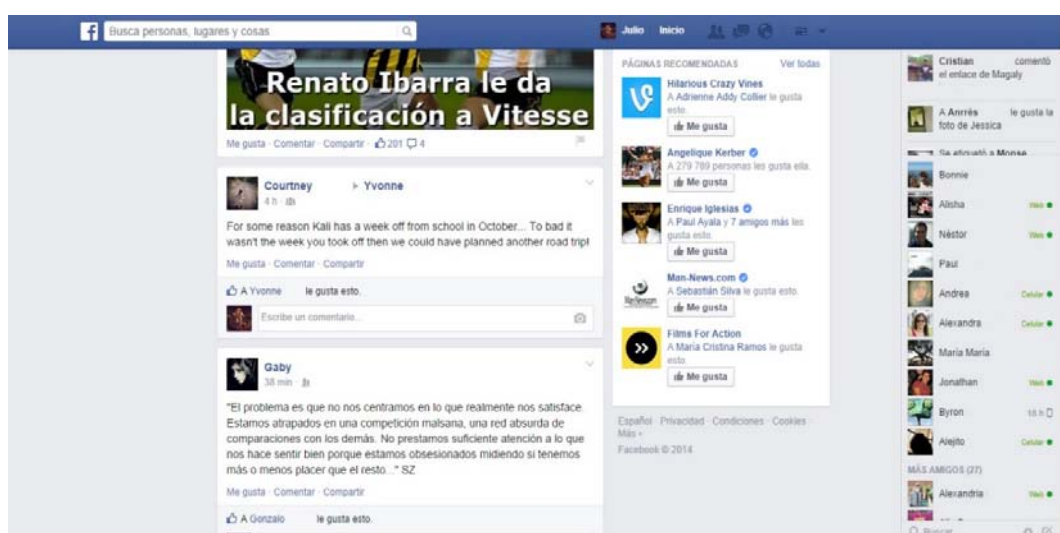 f
Busca personas, lugares y cosas
Julio Inicio
Renato Ibarra le da
la clasificación a Vitesse
Me gusta · Comentar · Compartir · 201 4
Courtney ▸ Yvonne
4 h ·
For some reason Kali has a week off from school in October... To bad it
wasn't the week you took off then we could have planned another road trip!
Me gusta · Comentar · Compartir
A Yvonne le gusta esto.
Escribe un comentario...
Gaby
38 min ·
"El problema es que no nos centramos en lo que realmente nos satisface.
Estamos atrapados en una competición malsana, una red absurda de
comparaciones con los demás. No prestamos suficiente atención a lo que
nos hace sentir bien porque estamos obsesionados midiendo si tenemos
más o menos placer que el resto..." SZ
Me gusta · Comentar · Compartir
A Gonzalo le gusta esto.
PÁGINAS RECOMENDADAS Ver todas
Hilarious Crazy Vines
A Adrienne Addy Collier le gusta
esto.
Me gusta
Angelique Kerber
A 279 789 personas les gusta ella.
Me gusta
Enrique Iglesias
A Paul Ayala y 7 amigos más les
gusta esto.
Me gusta
Man-News.com
Man-News.com
A Sebastián Silva le gusta esto.
Me gusta
Films For Action
A María Cristina Ramos le gusta
esto.
Me gusta
Español · Privacidad · Condiciones · Cookies ·
Más
Facebook © 2014
Cristian comentó
el enlace de Magaly
A Anrrés le gusta la
foto de Jessica
Se etiquetó a Monse
Bonnie
Alisha Web
Néstor Web
Paul
Andrea Celular
Alexandra Celular
María María
Jonathan Web
Byron 18 h
Alejito Celular
MÁS AMIGOS (27)
Alexandria Web
Buscar